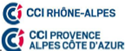 CCI RHÔNE-ALPES
CCI PROVENCE
ALPES CÔTE D'AZUR